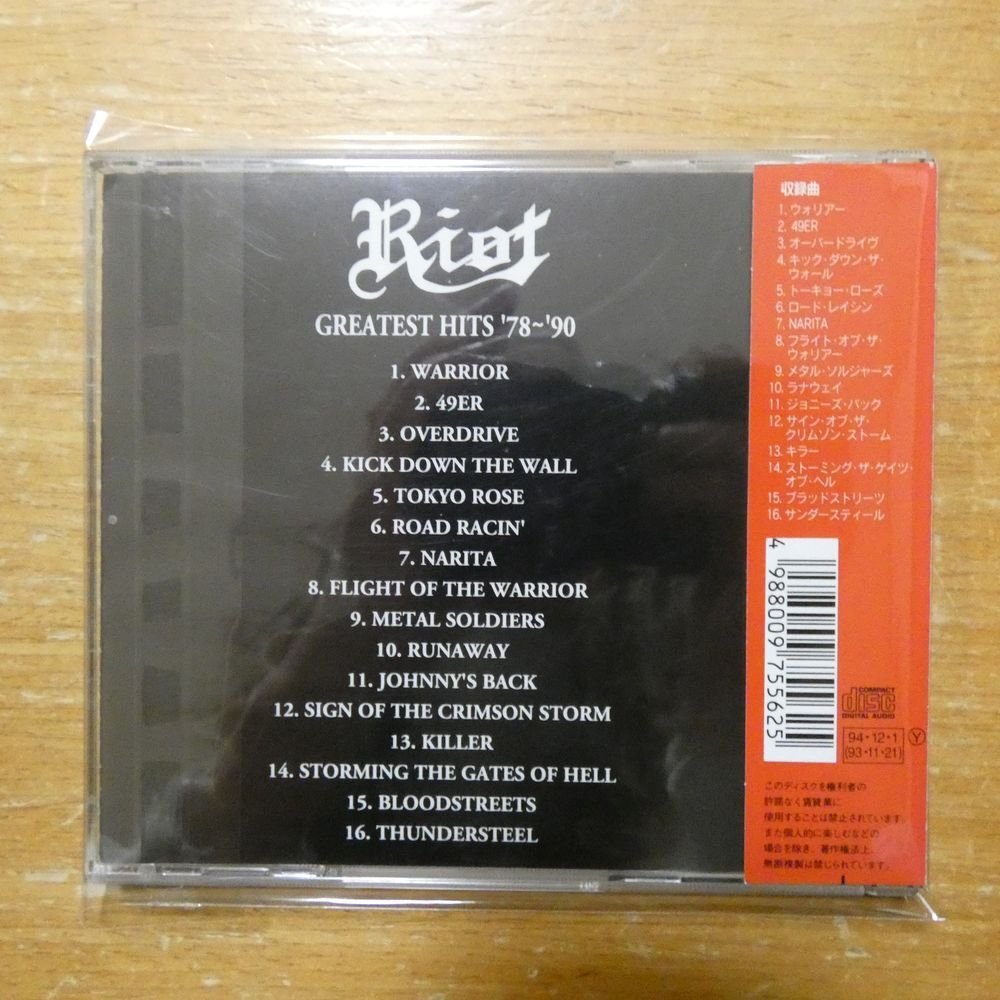 Riot
GREATEST HITS '78~'90
1. WARRIOR
2. 49ER
3. OVERDRIVE
4. KICK DOWN THE WALL
5. TOKYO ROSE
6. ROAD RACIN'
7. NARITA
8. FLIGHT OF THE WARRIOR
9. METAL SOLDIERS
10. RUNAWAY
11. JOHNNY'S BACK
12. SIGN OF THE CRIMSON STORM
13. KILLER
14. STORMING THE GATES OF HELL
15. BLOODSTREETS
16. THUNDERSTEEL
収録曲
1. ウォリアー
2. 49ER
3. オーバードライヴ
4. キック・ダウン・ザ・
ウォール
5. トーキョー・ローズ
6. ロード・レイシン
7. NARITA
8. フライト・オブ・ザ・
ウォリアー
9. メタル・ソルジャーズ
10. ラナウェイ
11. ジョニーズ・バック
12. サイン・オブ・ザ・
クリムゾン・ストーム
13. キラー
14. ストーミング・ザ・ゲイツ・
オブ・ヘル
15. ブラッドストリーツ
16. サンダースティール
4 988009 755625
COMPACT
disc
DIGITAL AUDIO
94・12・1
(93・11・21)
Y
このディスクを権利者の
許諾なく賃貸業に
使用することは禁止されています。
また個人的に楽しむなどの
場合を除き、著作権法上、
無断複製は禁じられています。